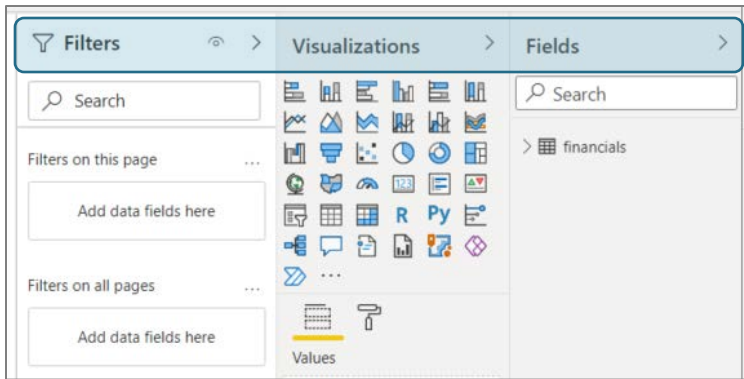 Filters
Search
Filters on this page
Add data fields here
Filters on all pages
Add data fields here
Visualizations
123
R Py
Values
Fields
Search
financials